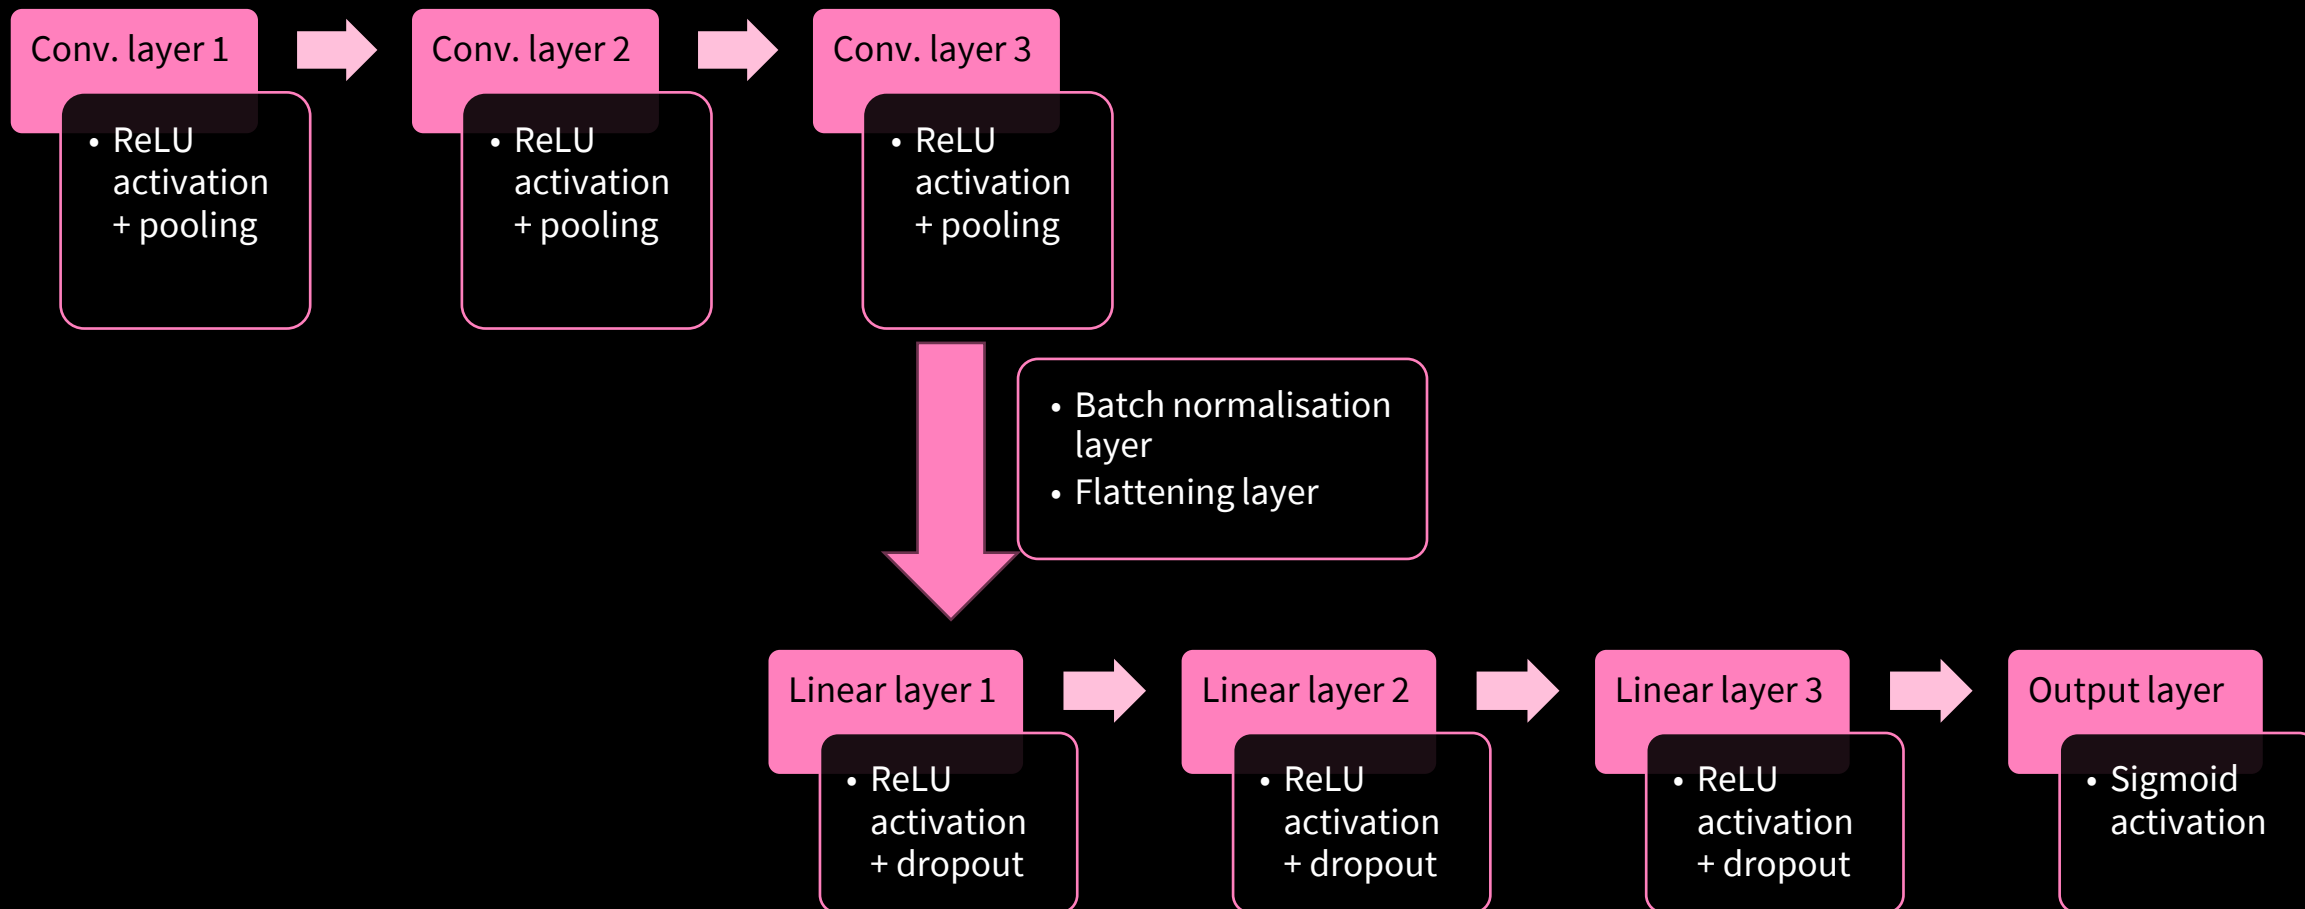 Conv. layer 1
• ReLU
activation
+ pooling
Conv. layer 2
• ReLU
activation
+ pooling
Conv. layer 3
• ReLU
activation
+ pooling
• Batch normalisation
layer
• Flattening layer
Linear layer 1
• ReLU
activation
+ dropout
Linear layer 2
• ReLU
activation
+ dropout
Linear layer 3
• ReLU
activation
+ dropout
Output layer
• Sigmoid
activation